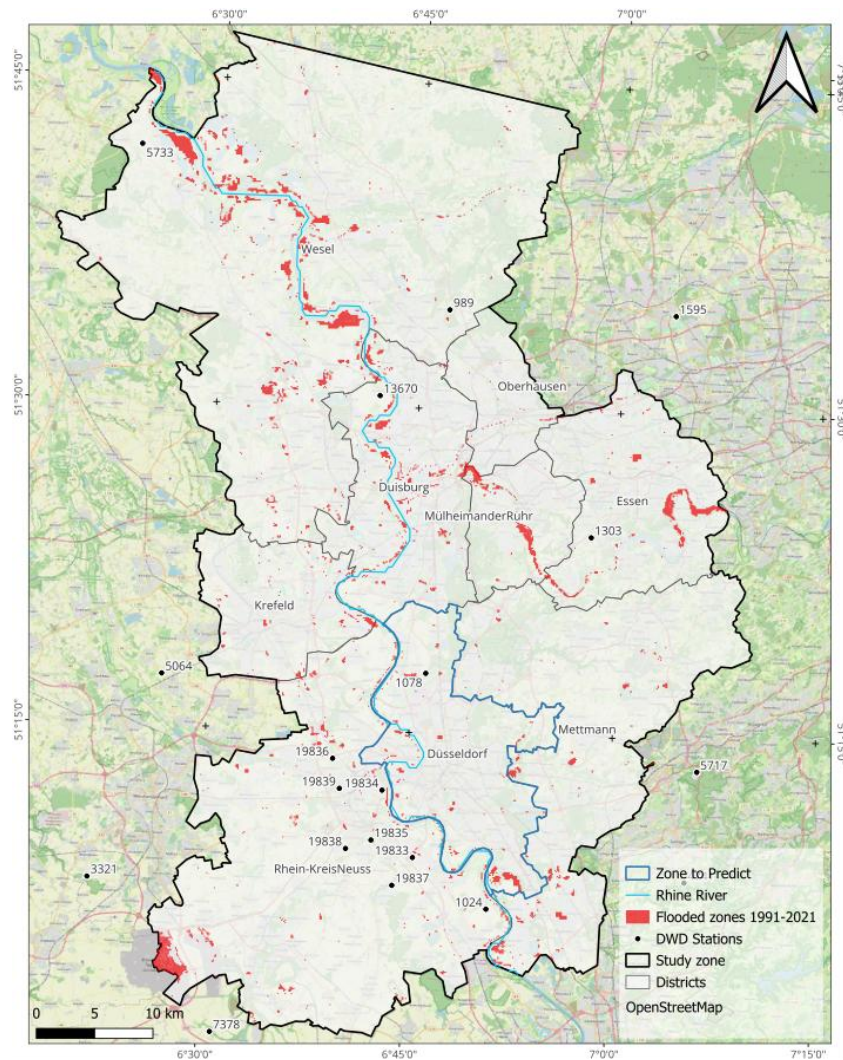 6°30'0" 6°45'0" 7°0'0"
51°45'0"
5733
Wesel
989
1595
13670
Oberhausen
51°30'0"
Duisburg
Essen
MülheimanderRuhr
1303
Krefeld
5064
1078
51°15'0"
Mettmann
Düsseldorf
19836
5717
19839 19834
19835
19838
19833
Rhein-KreisNeuss
3321
19837
1024
Zone to Predict
Rhine River
Flooded zones 1991-2021
DWD Stations
Study zone
Districts
OpenStreetMap
0 5 10 km
7378
6°30'0" 6°45'0" 7°0'0" 7°15'0"